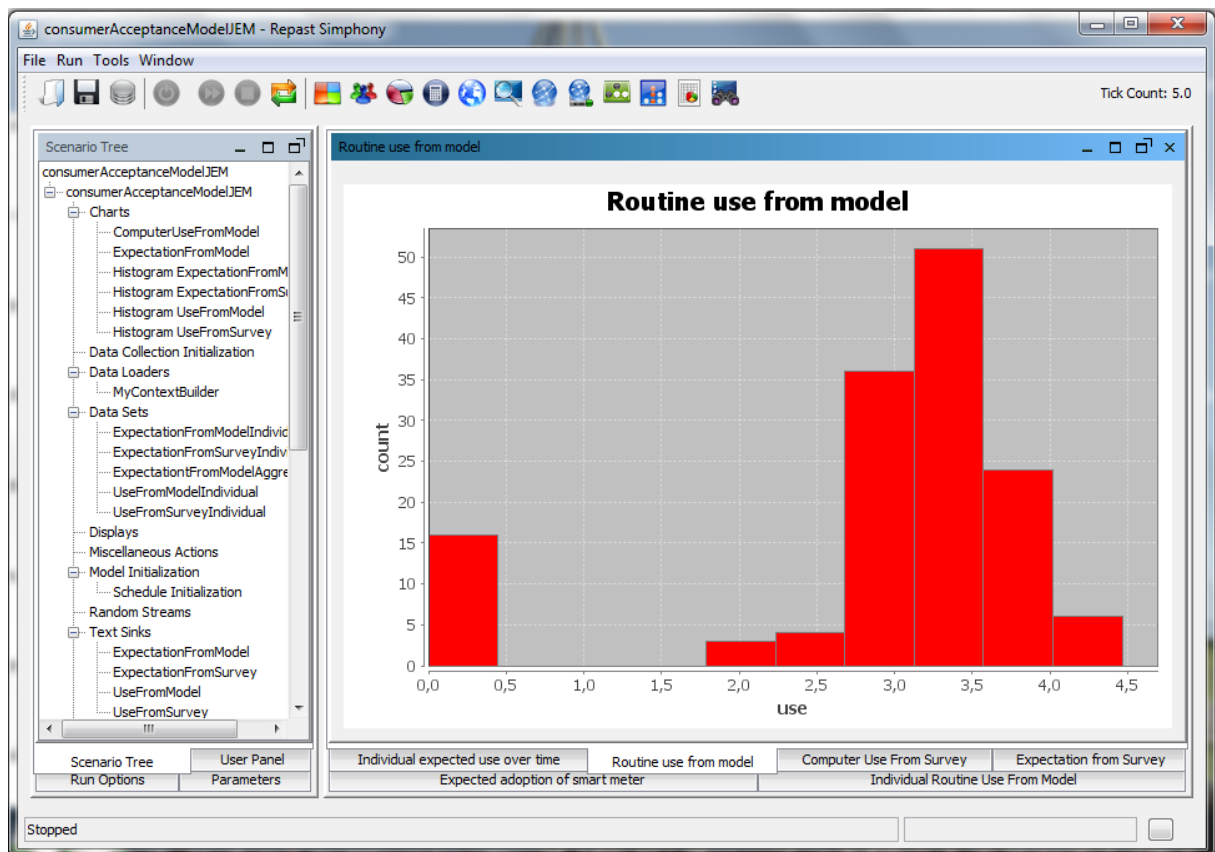 consumerAcceptanceModelJEM - Repast Simphony
File Run Tools Window
Tick Count: 5.0
Scenario Tree
consumerAcceptanceModelJEM
consumerAcceptanceModelJEM
Charts
ComputerUseFromModel
ExpectationFromModel
Histogram ExpectationFromM
Histogram ExpectationFromSu
Histogram UseFromModel
Histogram UseFromSurvey
Data Collection Initialization
Data Loaders
MyContextBuilder
Data Sets
ExpectationFromModelIndivid
ExpectationFromSurveyIndiv
ExpectationtFromModelAggre
UseFromModelIndividual
UseFromSurveyIndividual
Displays
Miscellaneous Actions
Model Initialization
Schedule Initialization
Random Streams
Text Sinks
ExpectationFromModel
ExpectationFromSurvey
UseFromModel
UseFromSurvey
Scenario Tree
User Panel
Run Options
Parameters
Routine use from model
Routine use from model
50
45
40
35
30
25
20
15
10
5
0
count
0,0 0,5 1,0 1,5 2,0 2,5 3,0 3,5 4,0 4,5
use
Individual expected use over time
Routine use from model
Computer Use From Survey
Expectation from Survey
Expected adoption of smart meter
Individual Routine Use From Model
Stopped